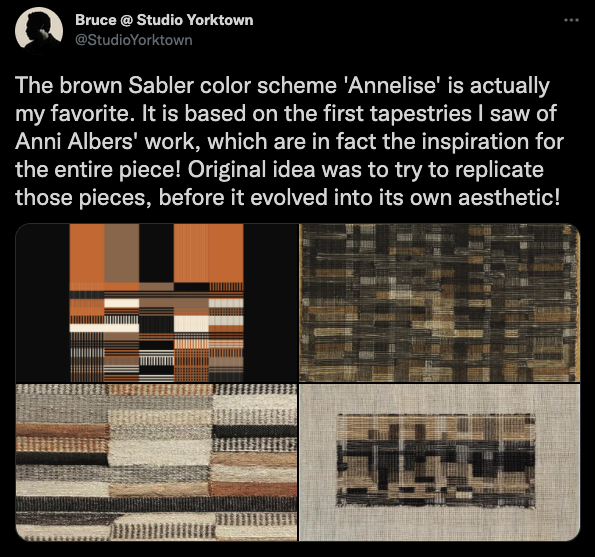 Bruce @ Studio Yorktown
@StudioYorktown
The brown Sabler color scheme 'Annelise' is actually
my favorite. It is based on the first tapestries I saw of
Anni Albers' work, which are in fact the inspiration for
the entire piece! Original idea was to try to replicate
those pieces, before it evolved into its own aesthetic!